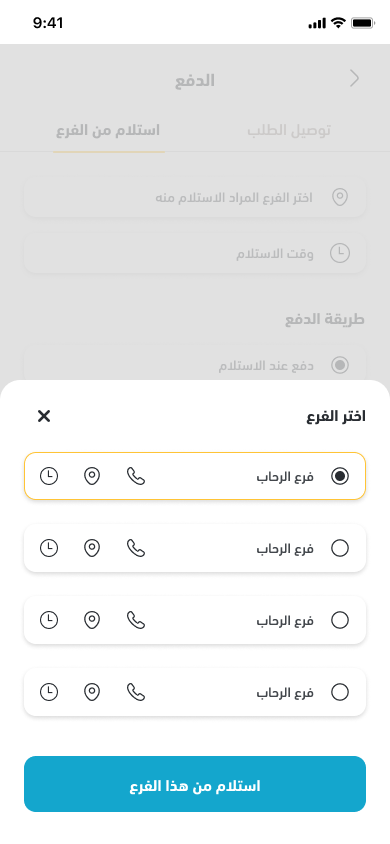 9:41
الدفع
توصيل الطلب
استلام من الفرع
اختر الفرع المراد الاستلام منه
وقت الاستلام
طريقة الدفع
دفع عند الاستلام
اختر الفرع
فرع الرحاب
فرع الرحاب
فرع الرحاب
فرع الرحاب
استلام من هذا الفرع